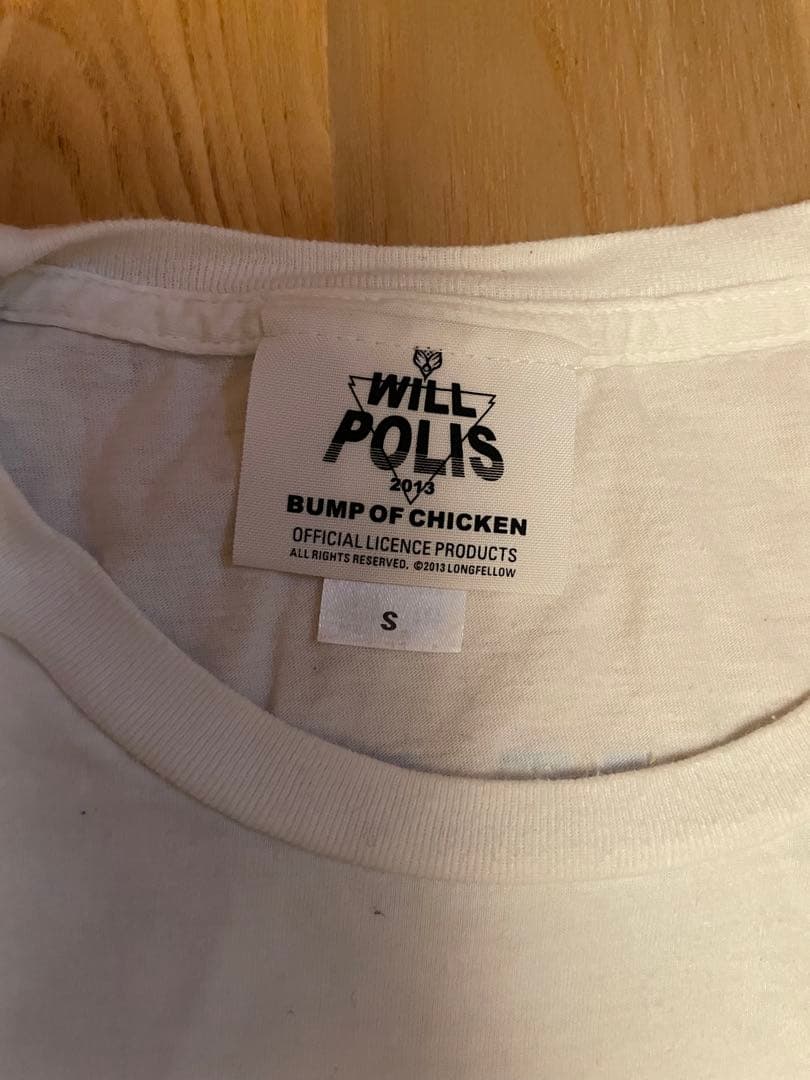 WILL
POLIS
2013
BUMP OF CHICKEN
OFFICIAL LICENCE PRODUCTS
ALL RIGHTS RESERVED. ©2013 LONGFELLOW
S